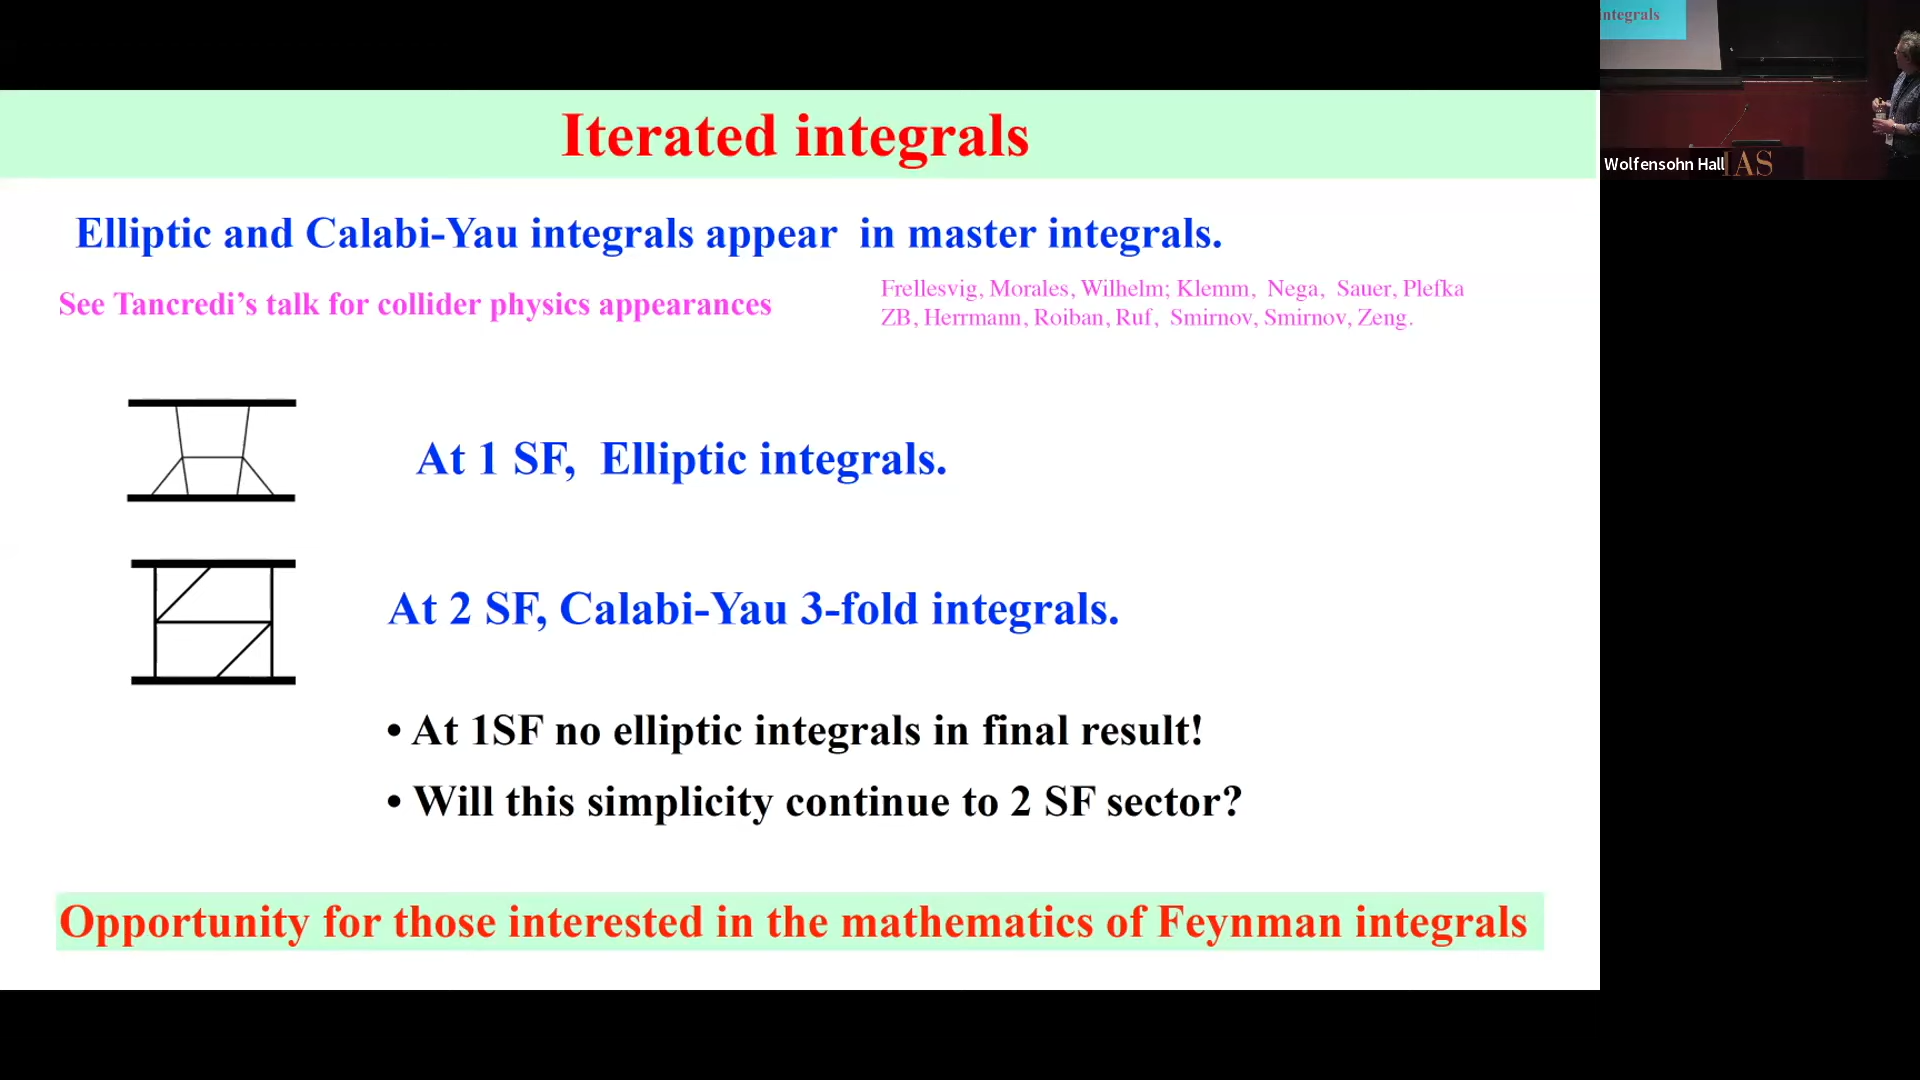 Iterated integrals
Elliptic and Calabi-Yau integrals appear in master integrals.
See Tancredi’s talk for collider physics appearances
Frellesvig, Morales, Wilhelm; Klemm, Nega, Sauer, Plefka
ZB, Herrmann, Roiban, Ruf, Smirnov, Smirnov, Zeng.
At 1 SF, Elliptic integrals.
At 2 SF, Calabi-Yau 3-fold integrals.
• At 1SF no elliptic integrals in final result!
• Will this simplicity continue to 2 SF sector?
Opportunity for those interested in the mathematics of Feynman integrals
integrals
Wolfensohn Hall
IAS